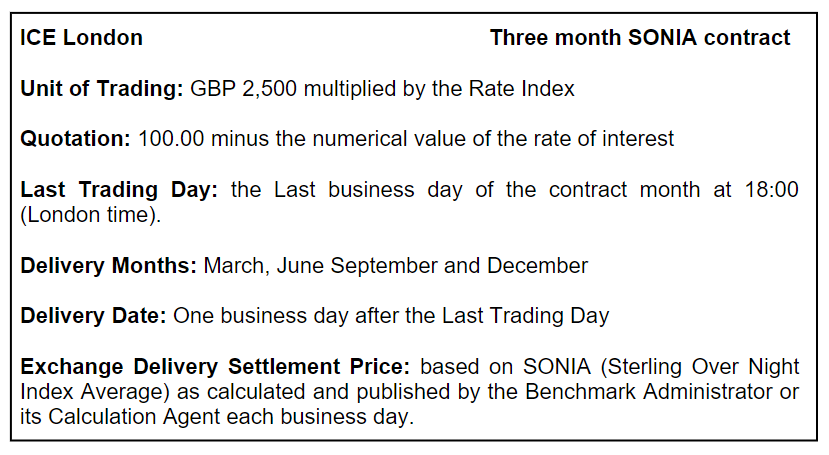 ICE London Three month SONIA contract
Unit of Trading: GBP 2,500 multiplied by the Rate Index
Quotation: 100.00 minus the numerical value of the rate of interest
Last Trading Day: the Last business day of the contract month at 18:00
(London time).
Delivery Months: March, June September and December
Delivery Date: One business day after the Last Trading Day
Exchange Delivery Settlement Price: based on SONIA (Sterling Over Night
Index Average) as calculated and published by the Benchmark Administrator or
its Calculation Agent each business day.